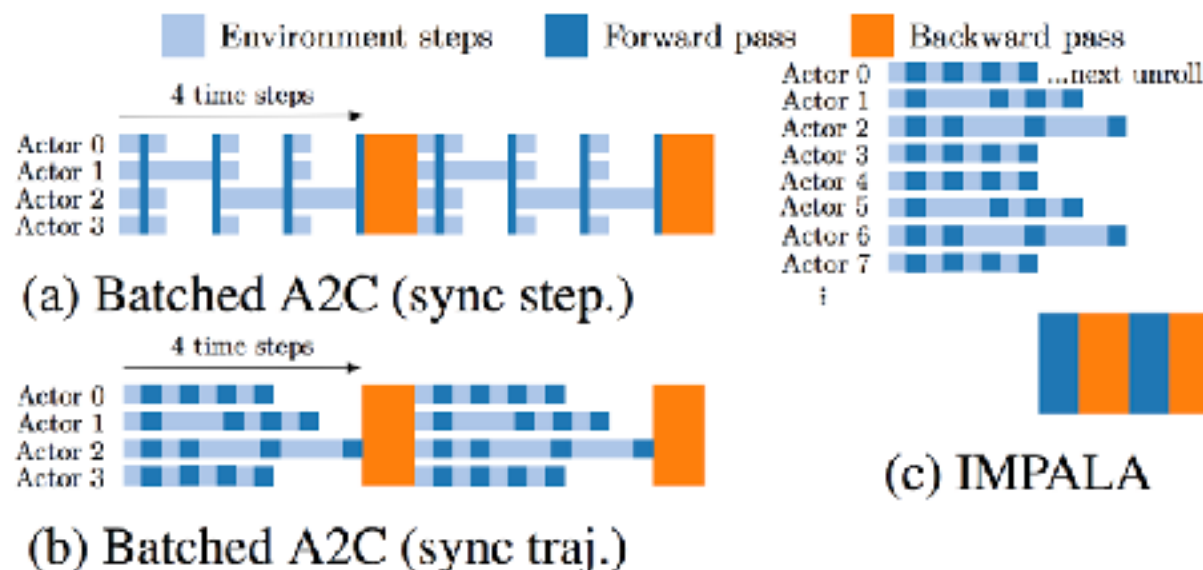 Environment steps Forward pass Backward pass
4 time steps
Actor 0
Actor 1
Actor 2
Actor 3
(a) Batched A2C (sync step.)
4 time steps
Actor 0
Actor 1
Actor 2
Actor 3
(b) Batched A2C (sync traj.)
Actor 0 ...next unroll
Actor 1
Actor 2
Actor 3
Actor 4
Actor 5
Actor 6
Actor 7
⋮
(c) IMPALA